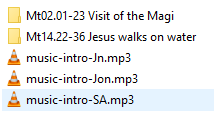 Mt02.01-23 Visit of the Magi
Mt14.22-36 Jesus walks on water
music-intro-Jn.mp3
music-intro-Jon.mp3
music-intro-SA.mp3